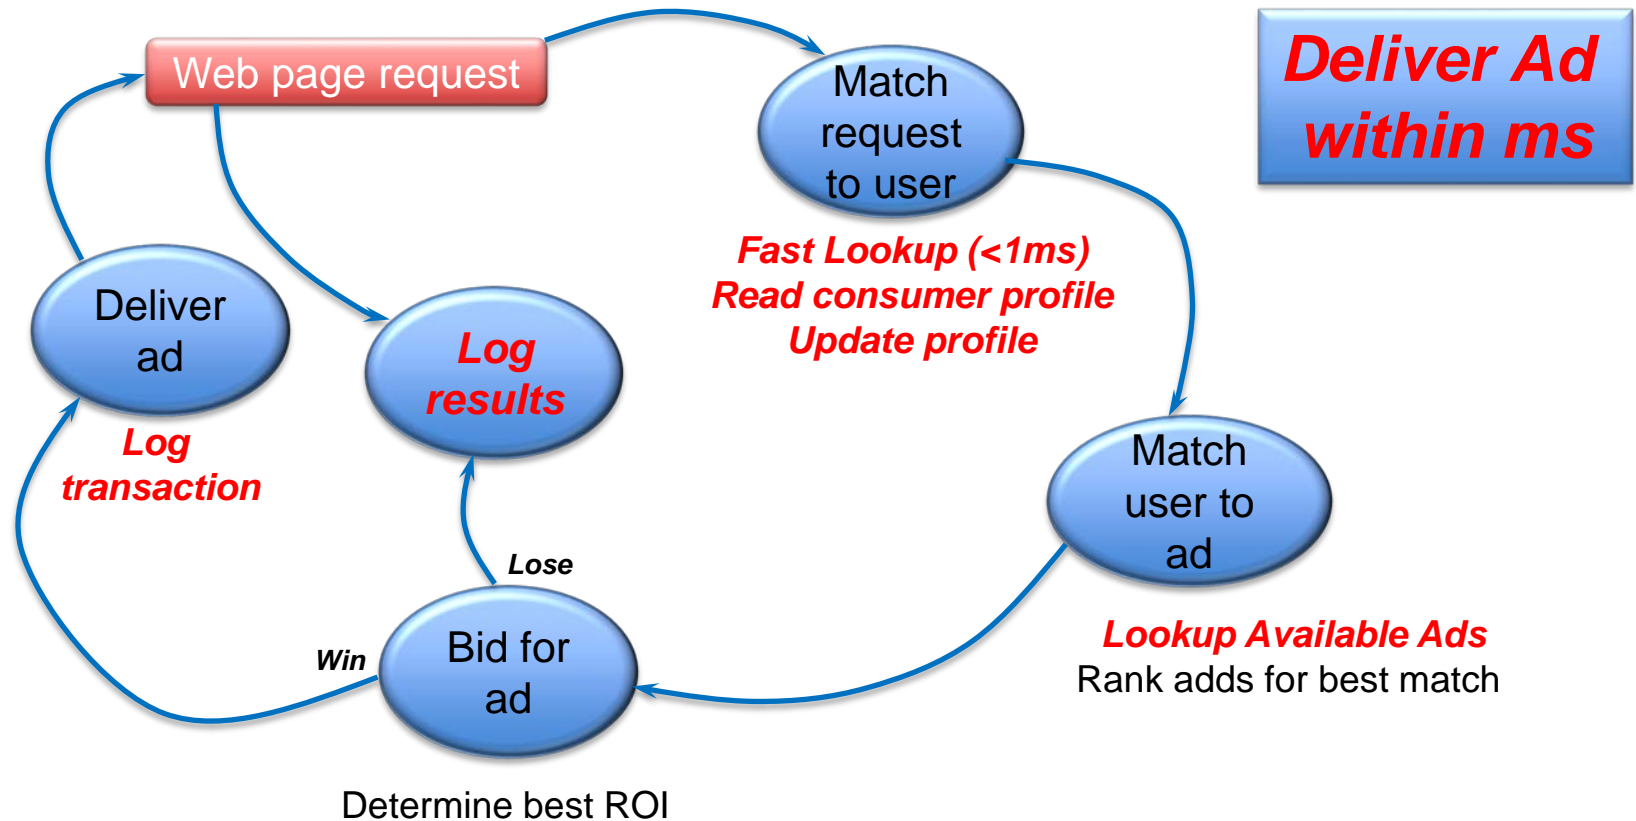 Web page request
Match
request
to user
Deliver Ad
within ms
Fast Lookup (<1ms)
Read consumer profile
Update profile
Deliver
ad
Log
results
Log
transaction
Match
user to
ad
Lose
Win
Bid for
ad
Lookup Available Ads
Rank adds for best match
Determine best ROI